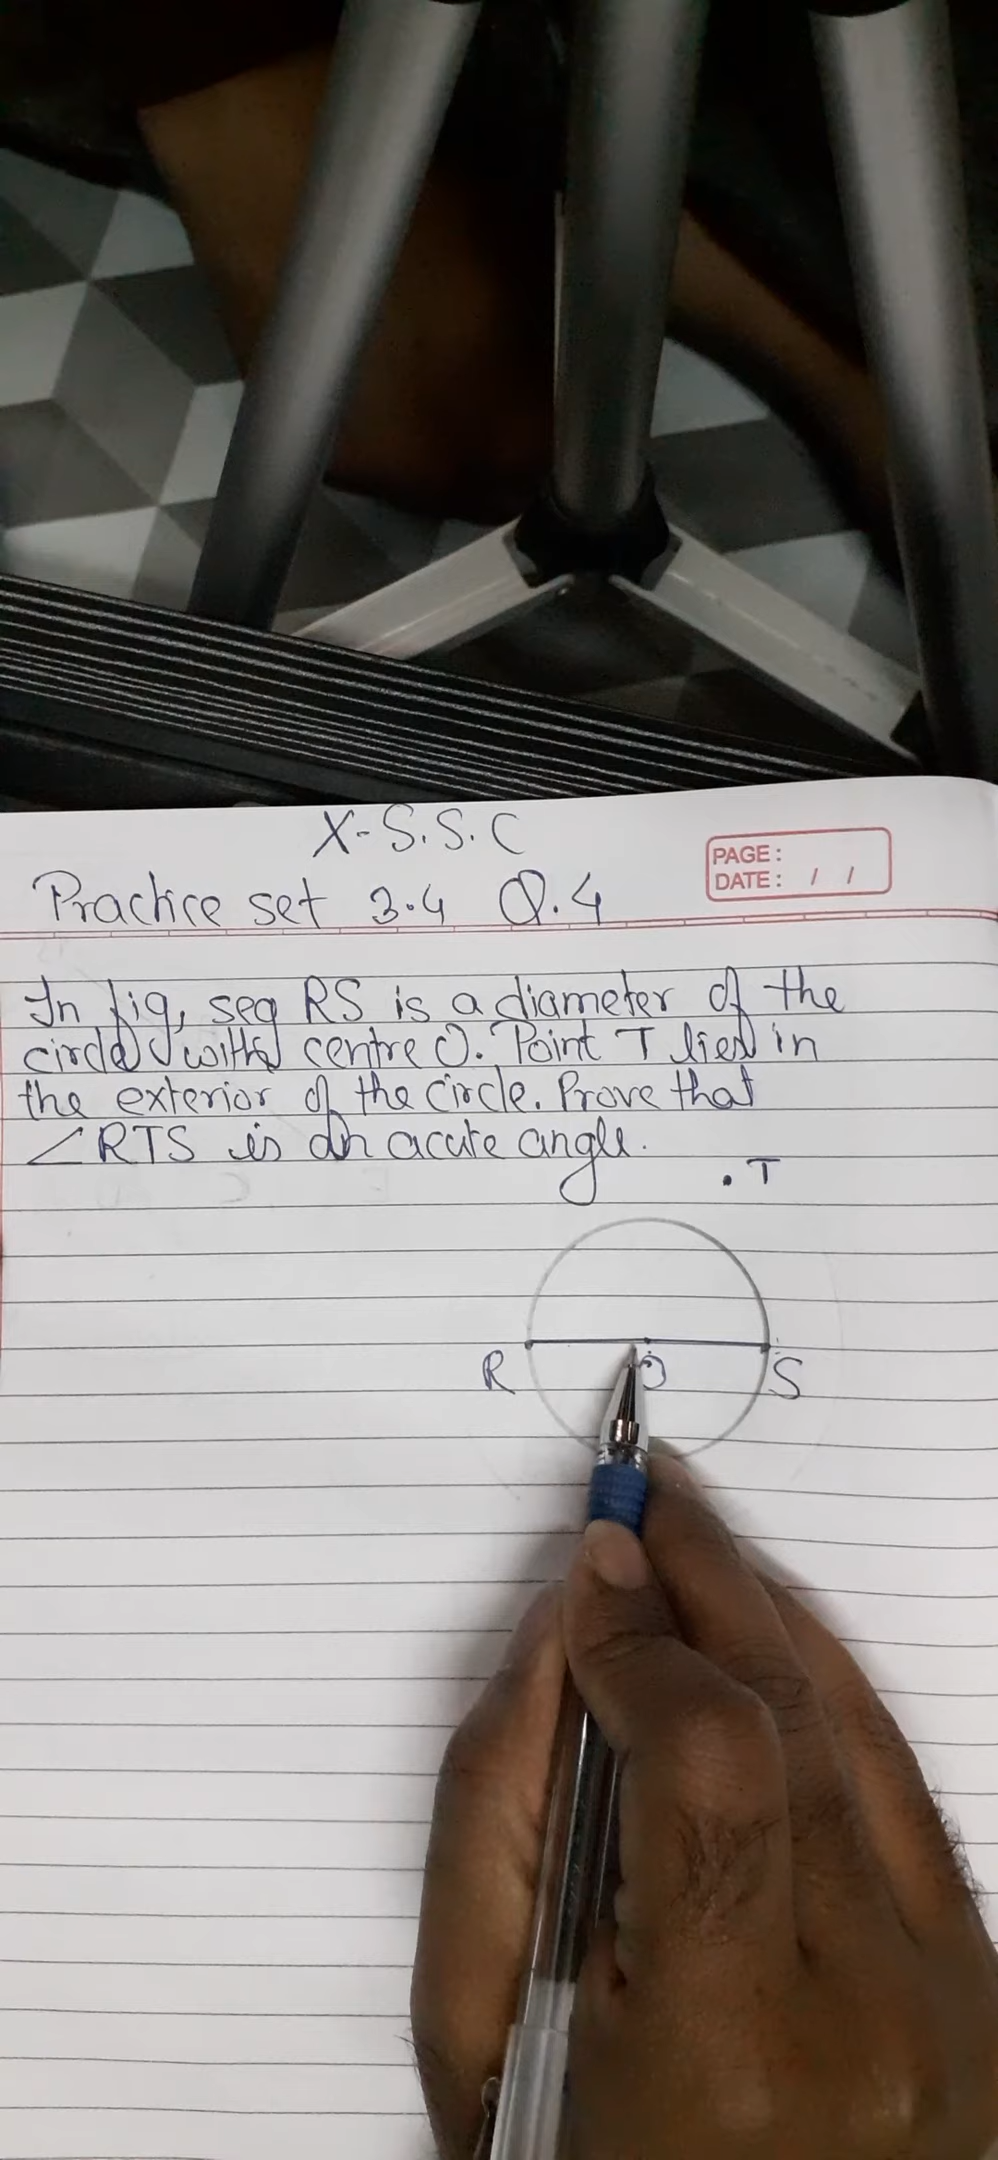 X-S.S.C
PAGE:
DATE: / /
Practice set 3.4 Q.4
In fig, seg RS is a diameter of the
circle with centre O. Point T lies in
the exterior of the circle. Prove that
∠RTS is an acute angle.
. T
R O S